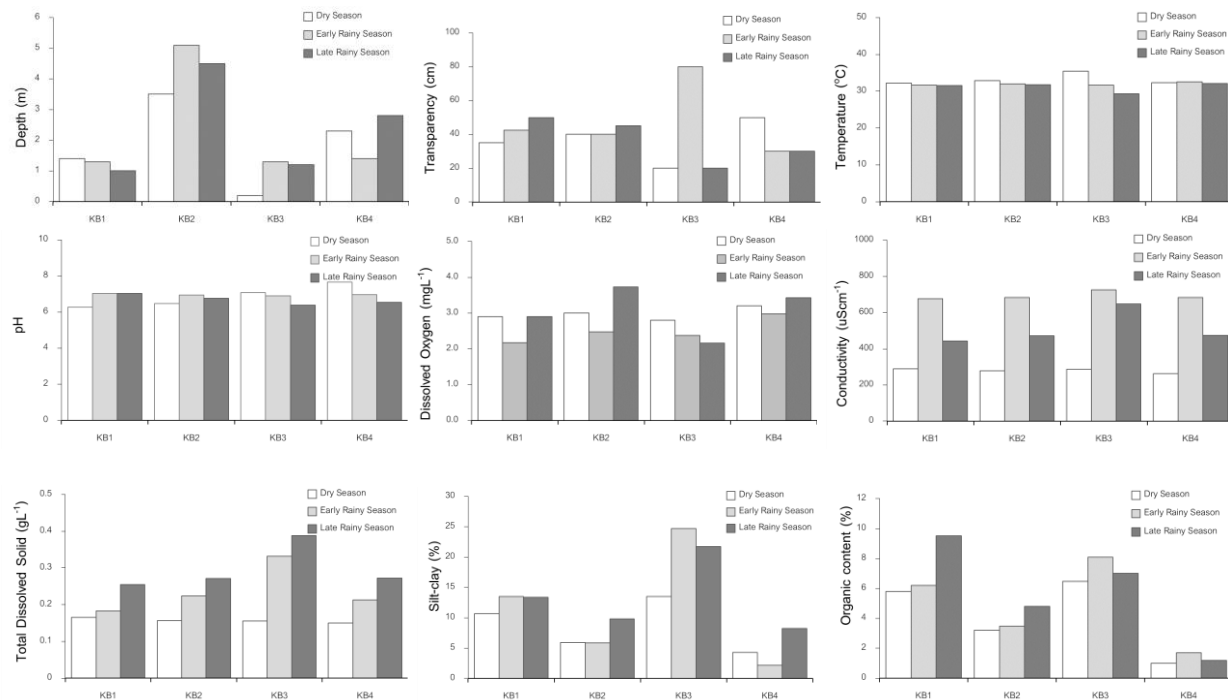 Depth (m)
6
5
4
3
2
1
0
Dry Season
Early Rainy Season
Late Rainy Season
KB1 KB2 KB3 KB4
Transparency (cm)
100
80
60
40
20
0
Dry Season
Early Rainy Season
Late Rainy Season
KB1 KB2 KB3 KB4
Temperature (°C)
50
40
30
20
10
0
Dry Season
Early Rainy Season
Late Rainy Season
KB1 KB2 KB3 KB4
pH
10
8
6
4
2
0
Dry Season
Early Rainy Season
Late Rainy Season
KB1 KB2 KB3 KB4
Dissolved Oxygen (mgL⁻¹)
5.0
4.0
3.0
2.0
1.0
0.0
Dry Season
Early Rainy Season
Late Rainy Season
KB1 KB2 KB3 KB4
Conductivity (uScm⁻¹)
1000
800
600
400
200
0
Dry Season
Early Rainy Season
Late Rainy Season
KB1 KB2 KB3 KB4
Total Dissolved Solid (gL⁻¹)
0.5
0.4
0.3
0.2
0.1
0
Dry Season
Early Rainy Season
Late Rainy Season
KB1 KB2 KB3 KB4
Silt-clay (%)
30
25
20
15
10
5
0
Dry Season
Early Rainy Season
Late Rainy Season
KB1 KB2 KB3 KB4
Organic content (%)
12
10
8
6
4
2
0
Dry Season
Early Rainy Season
Late Rainy Season
KB1 KB2 KB3 KB4